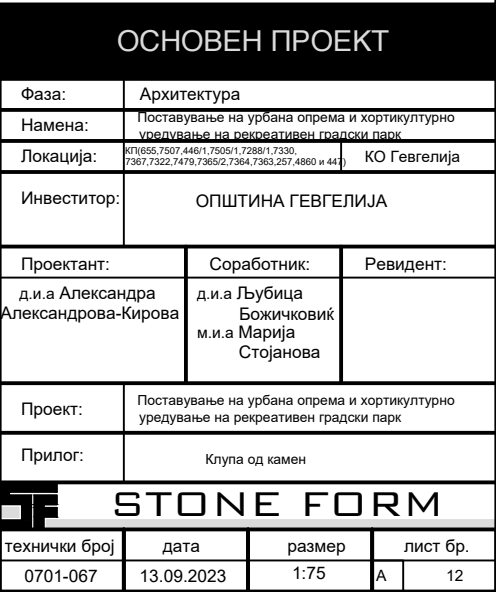 ОСНОВЕН ПРОЕКТ
Фаза: Архитектура
Намена: Поставување на урбана опрема и хортикултурно
уредување на рекреативен градски парк
Локација: КП(655,7507,446/1,7505/1,7288/1,7330,
7367,7322,7479,7365/2,7364,7363,257,4860 и 447) КО Гевгелија
Инвеститор: ОПШТИНА ГЕВГЕЛИЈА
Проектант: Соработник: Ревидент:
д.и.а Александра
Александрова-Кирова
д.и.а Љубица
Божичковиќ
м.и.а Марија
Стојанова
Проект: Поставување на урбана опрема и хортикултурно
уредување на рекреативен градски парк
Прилог: Клупа од камен
STONE FORM
технички број дата размер лист бр.
0701-067 13.09.2023 1:75 А 12